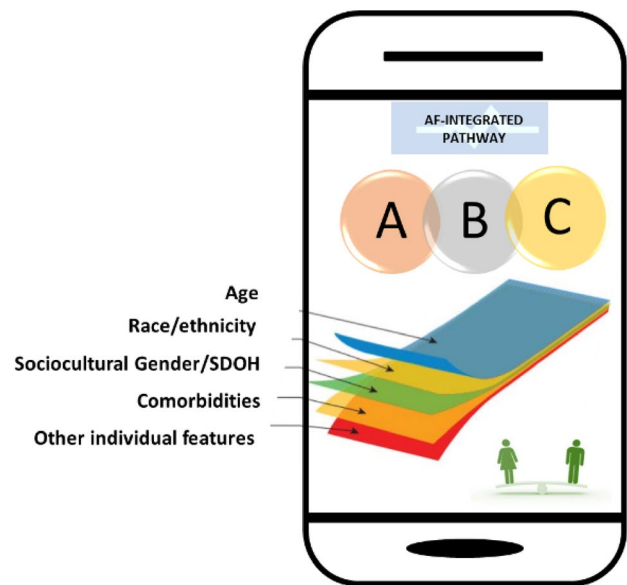 AF-INTEGRATED
PATHWAY
A B C
Age
Race/ethnicity
Sociocultural Gender/SDOH
Comorbidities
Other individual features